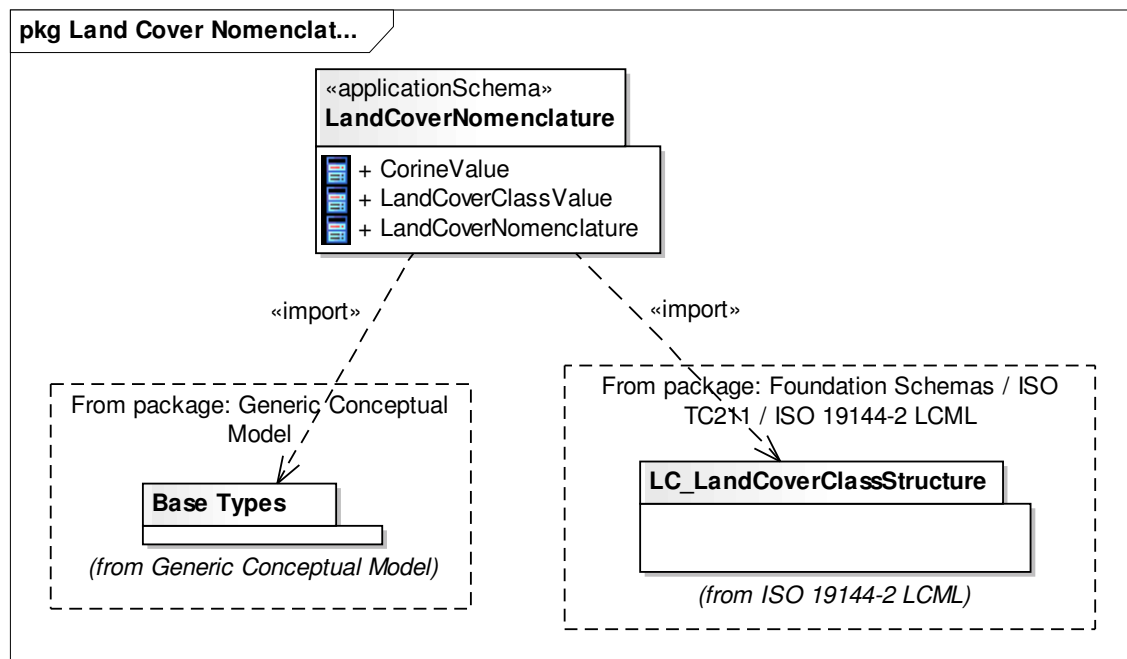 pkg Land Cover Nomenclat...
«applicationSchema»
LandCoverNomenclature
+ CorineValue
+ LandCoverClassValue
+ LandCoverNomenclature
«import»
«import»
From package: Generic Conceptual
Model
Base Types
(from Generic Conceptual Model)
From package: Foundation Schemas / ISO
TC211 / ISO 19144-2 LCML
LC_LandCoverClassStructure
(from ISO 19144-2 LCML)